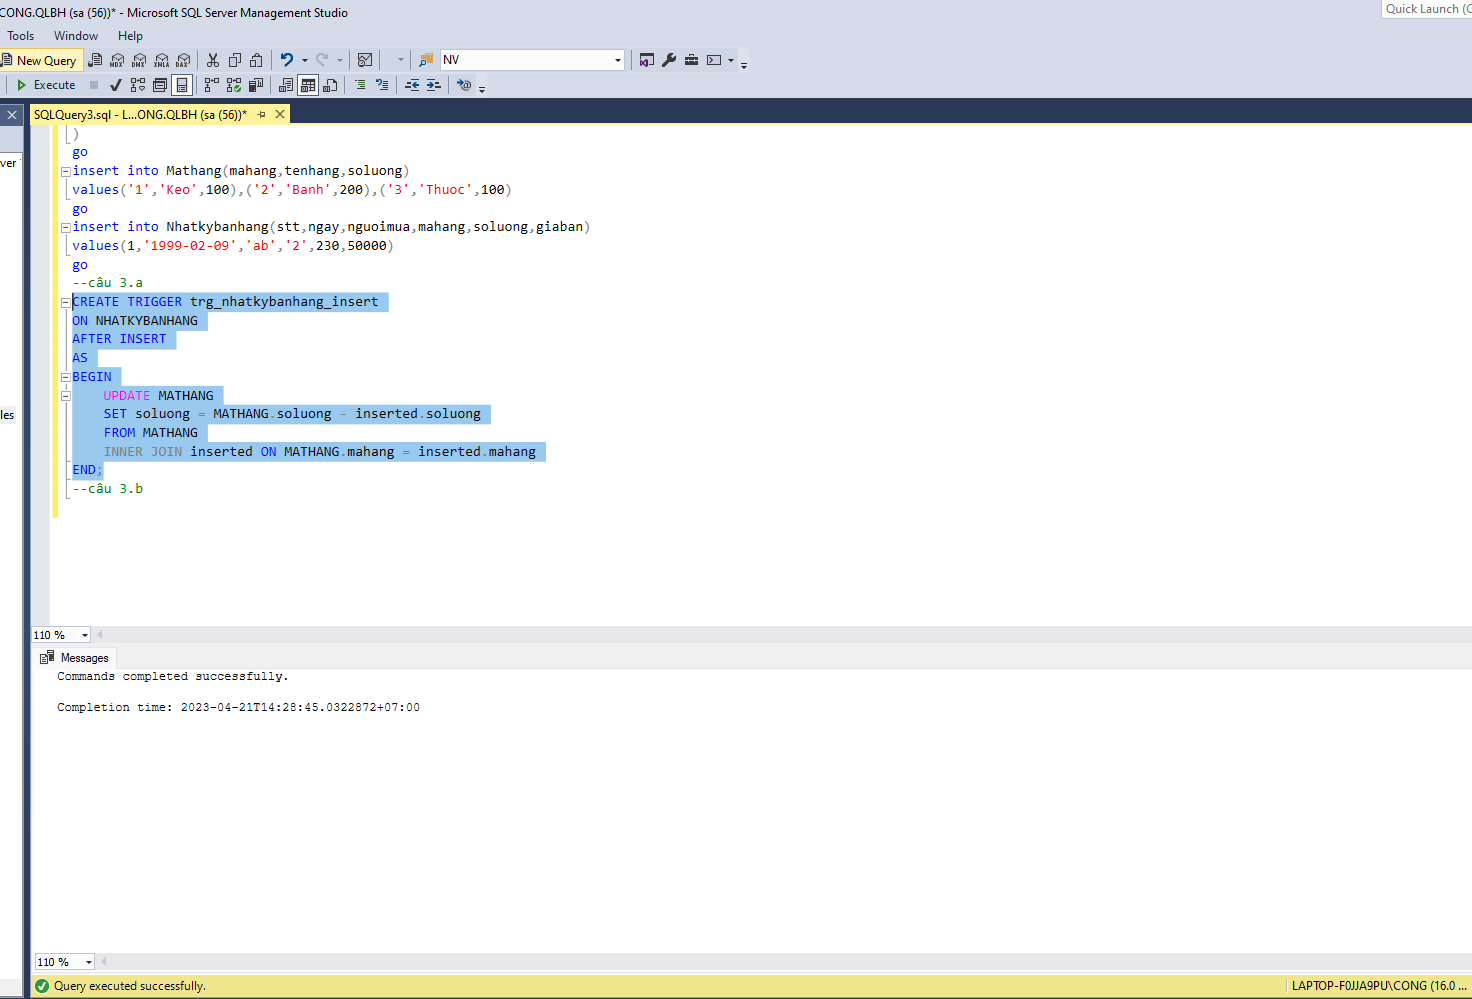 CONG.QLBH (sa (56))* - Microsoft SQL Server Management Studio
Quick Launch (C
Tools Window Help
New Query MDX DMX XMLA DAX NV
Execute
SQLQuery3.sql - L...ONG.QLBH (sa (56))*
ver
les
)
go
insert into Mathang(mahang,tenhang,soluong)
values('1','Keo',100),('2','Banh',200),('3','Thuoc',100)
go
insert into Nhatkybanhang(stt,ngay,nguoimua,mahang,soluong,giaban)
values(1,'1999-02-09','ab','2',230,50000)
go
--câu 3.a
CREATE TRIGGER trg_nhatkybanhang_insert
ON NHATKYBANHANG
AFTER INSERT
AS
BEGIN
UPDATE MATHANG
SET soluong = MATHANG.soluong - inserted.soluong
FROM MATHANG
INNER JOIN inserted ON MATHANG.mahang = inserted.mahang
END;
--câu 3.b
110 %
Messages
Commands completed successfully.
Completion time: 2023-04-21T14:28:45.0322872+07:00
110 %
Query executed successfully.
LAPTOP-F0JJA9PU\CONG (16.0 ...